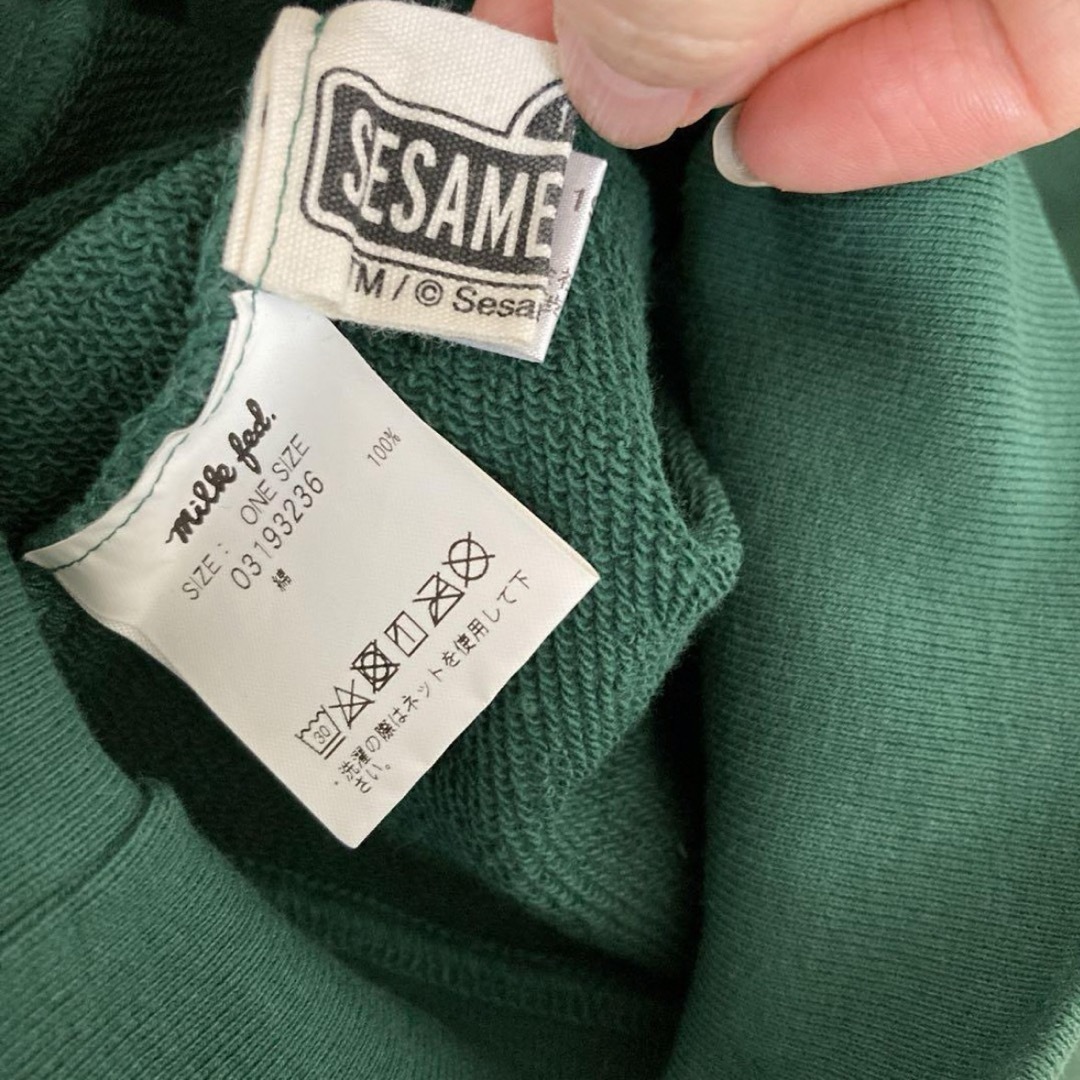 SESAME
TM / © Sesa
milk fed.
SIZE : ONE SIZE
03193236
綿 100%
30
・洗濯の際はネットを使用して下
さい。